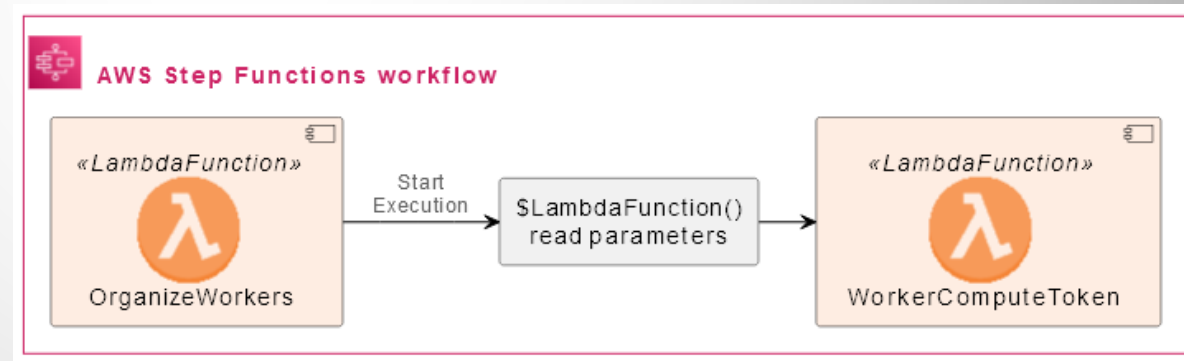 AWS Step Functions workflow
«LambdaFunction»
OrganizeWorkers
Start
Execution
$LambdaFunction()
read parameters
«LambdaFunction»
WorkerComputeToken